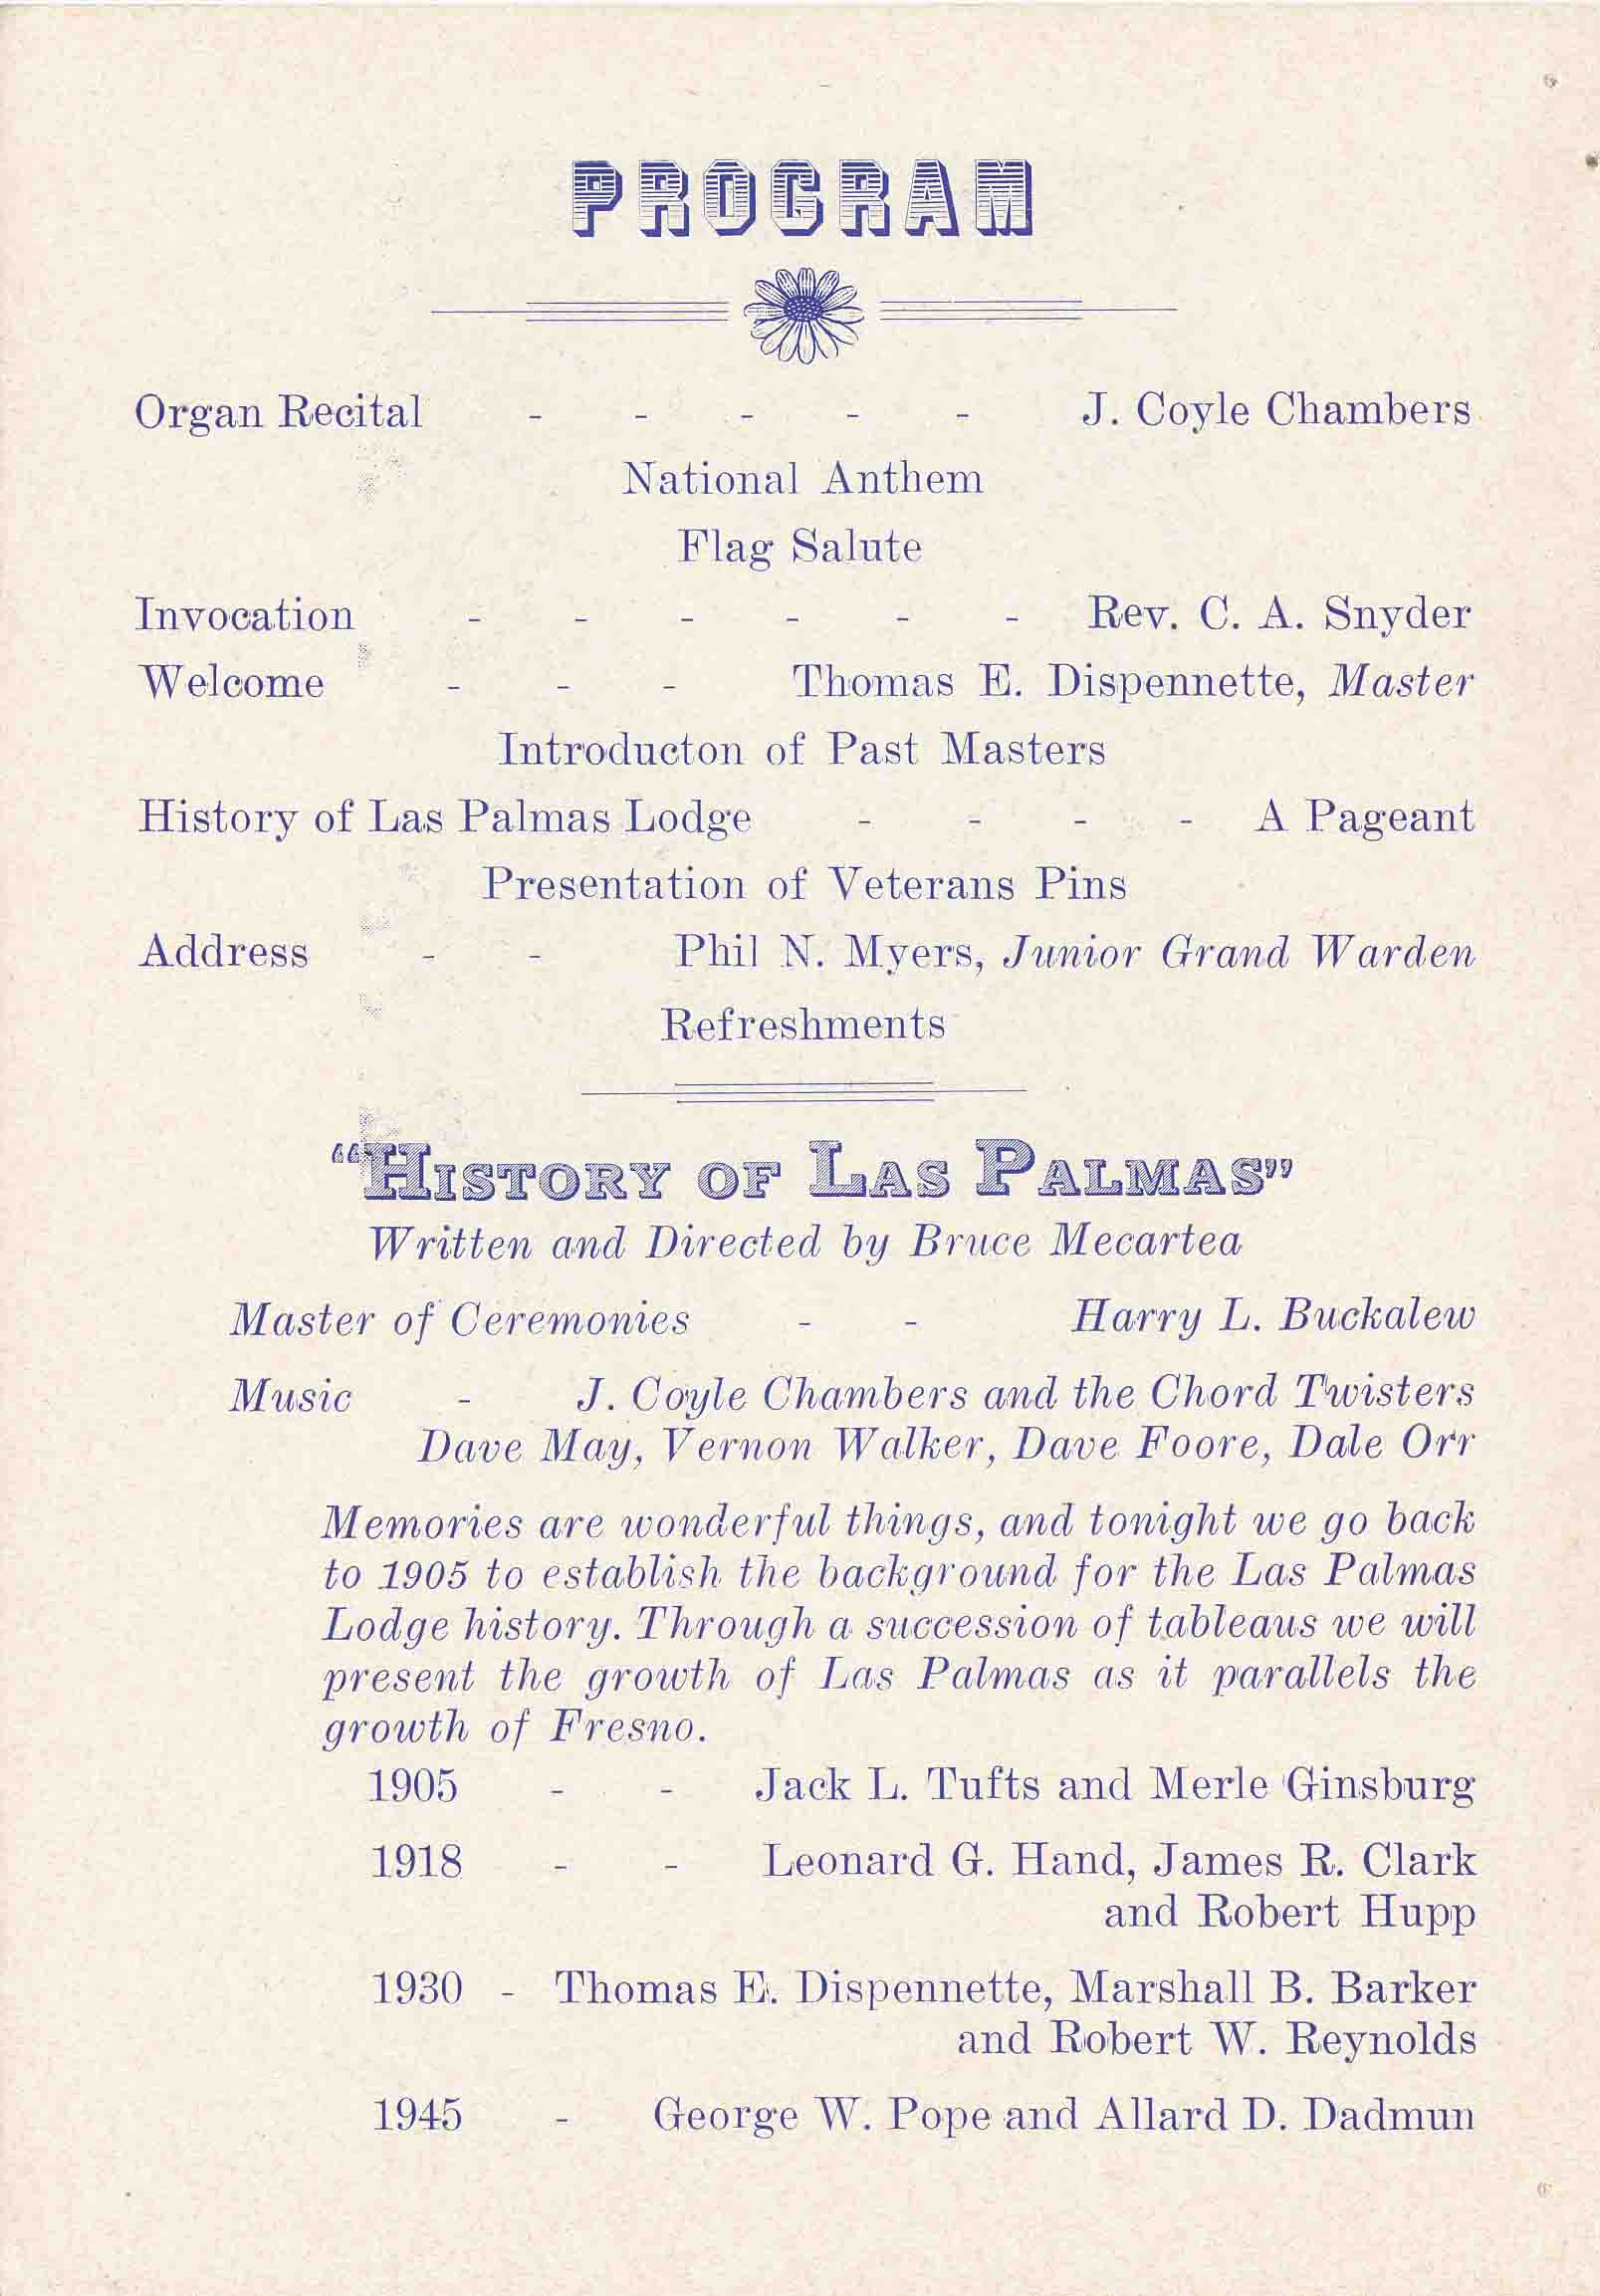 PROGRAM
Organ Recital - - - - - J. Coyle Chambers
National Anthem
Flag Salute
Invocation - - - - - - Rev. C. A. Snyder
Welcome - - - Thomas E. Dispennette, Master
Introducton of Past Masters
History of Las Palmas Lodge - - - - A Pageant
Presentation of Veterans Pins
Address - - Phil N. Myers, Junior Grand Warden
Refreshments
"HISTORY OF LAS PALMAS"
Written and Directed by Bruce Mecartea
Master of Ceremonies - - Harry L. Buckalew
Music - J. Coyle Chambers and the Chord Twisters
Dave May, Vernon Walker, Dave Foore, Dale Orr
Memories are wonderful things, and tonight we go back
to 1905 to establish the background for the Las Palmas
Lodge history. Through a succession of tableaus we will
present the growth of Las Palmas as it parallels the
growth of Fresno.
1905 - - Jack L. Tufts and Merle Ginsburg
1918 - - Leonard G. Hand, James R. Clark
and Robert Hupp
1930 - Thomas E. Dispennette, Marshall B. Barker
and Robert W. Reynolds
1945 - George W. Pope and Allard D. Dadmun